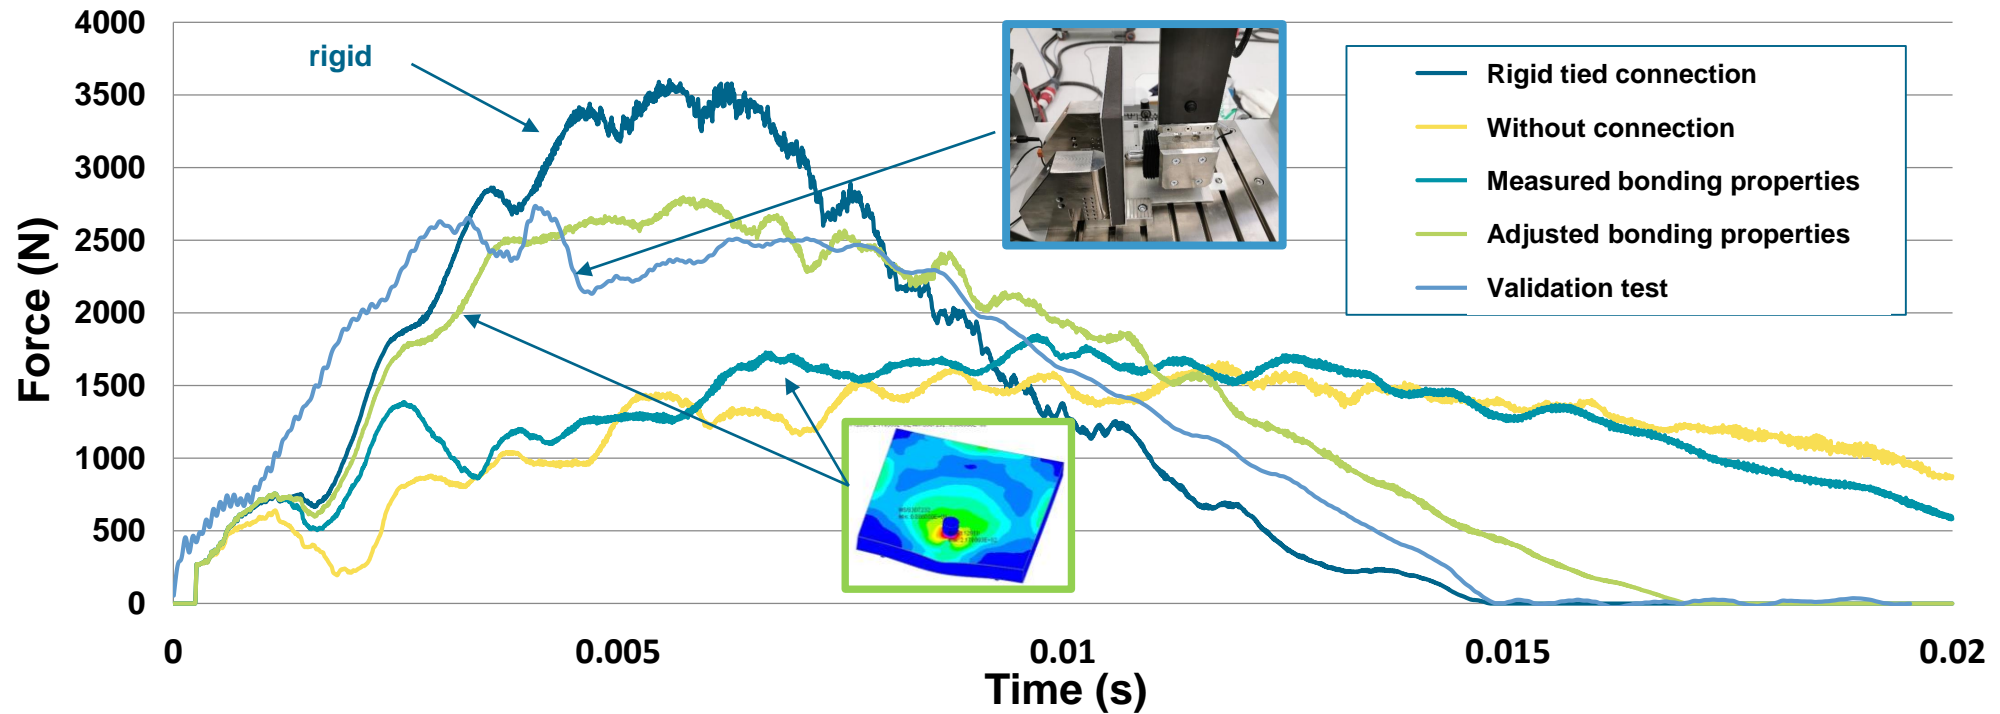 4000
3500
3000
2500
2000
1500
1000
500
0
Force (N)
rigid
Rigid tied connection
Without connection
Measured bonding properties
Adjusted bonding properties
Validation test
0
0.005
0.01
0.015
0.02
Time (s)